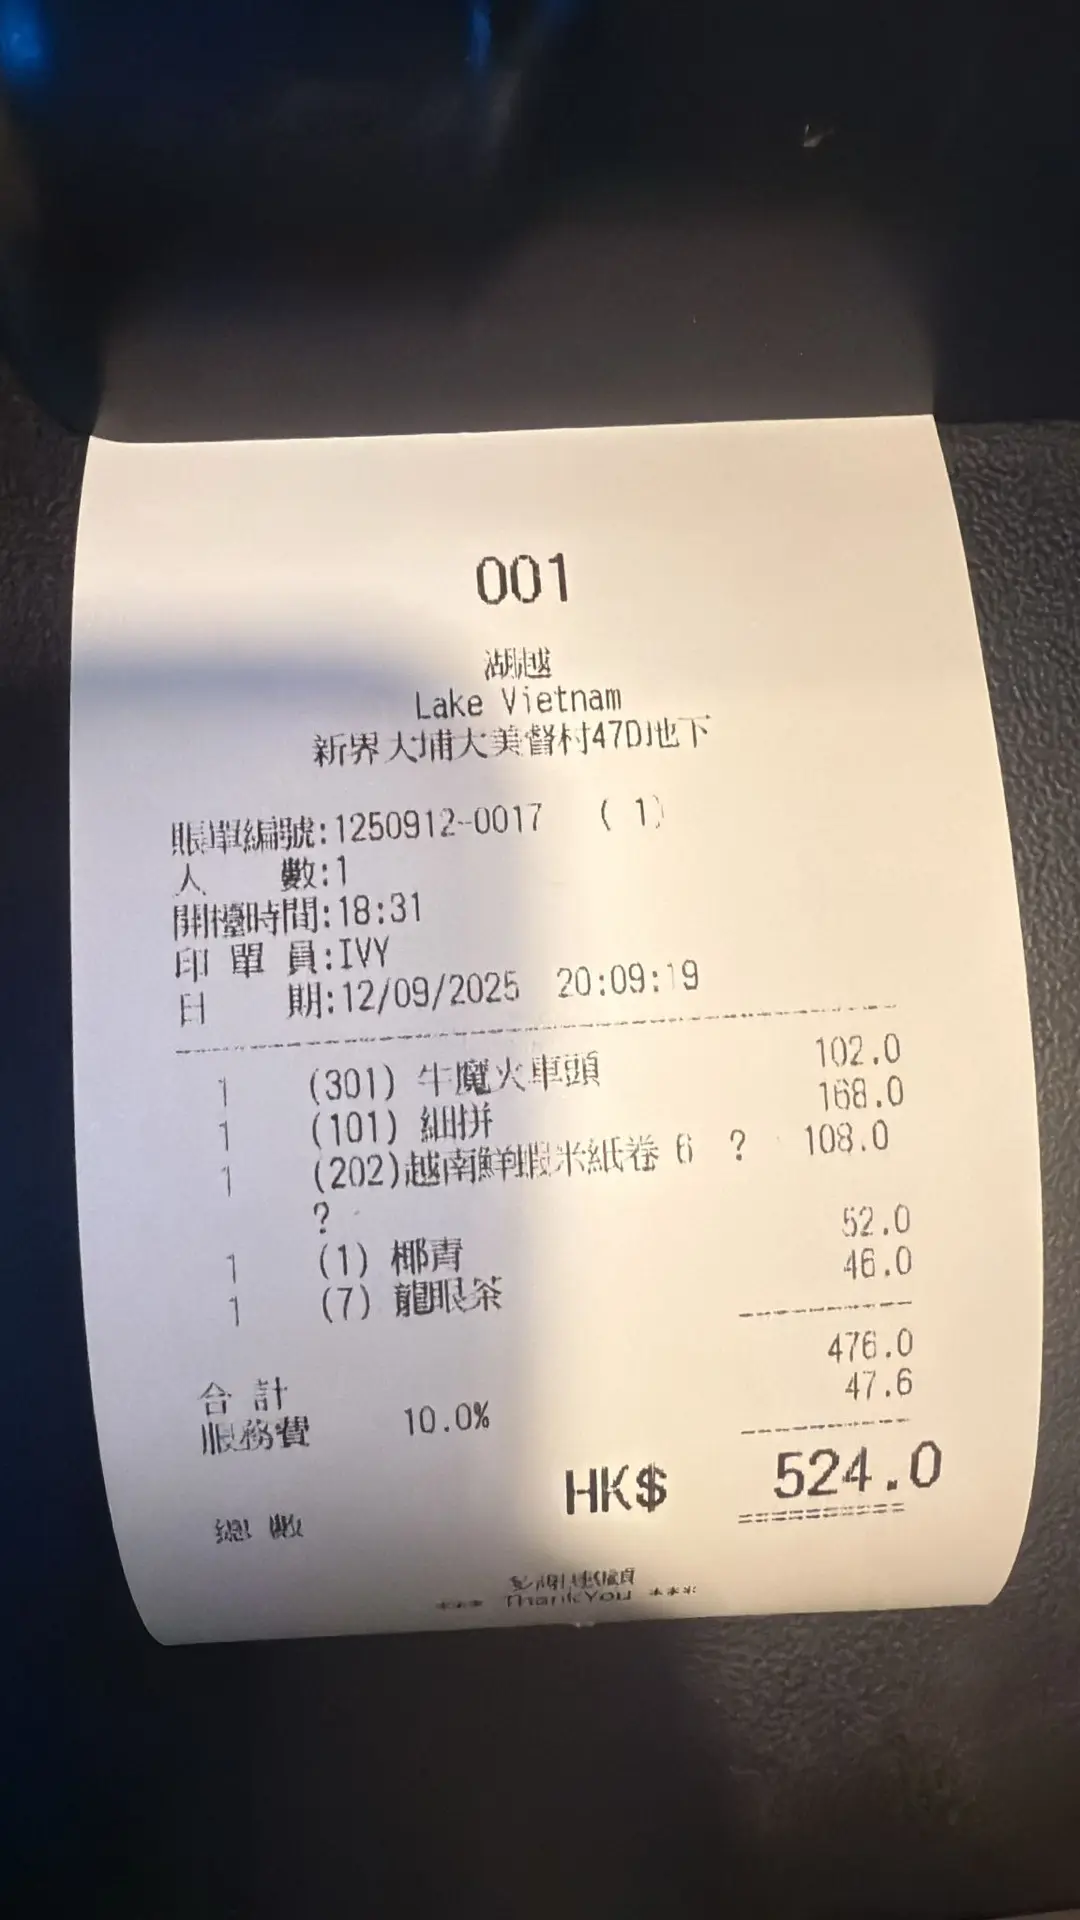 001
湖越
Lake Vietnam
新界大埔大美督村47D地下
賬單編號:1250912-0017 ( 1)
人 數:1
開檯時間:18:31
印 單 員:IVY
日 期:12/09/2025 20:09:19
1 (301) 牛魔火車頭 102.0
1 (101) 細拼 168.0
1 (202)越南鮮蝦米紙卷 6 ? 108.0
?
1 (1) 椰青 52.0
1 (7) 龍眼茶 46.0
合 計 476.0
服務費 10.0% 47.6
總 數 HK$ 524.0
*** ThankYou ***